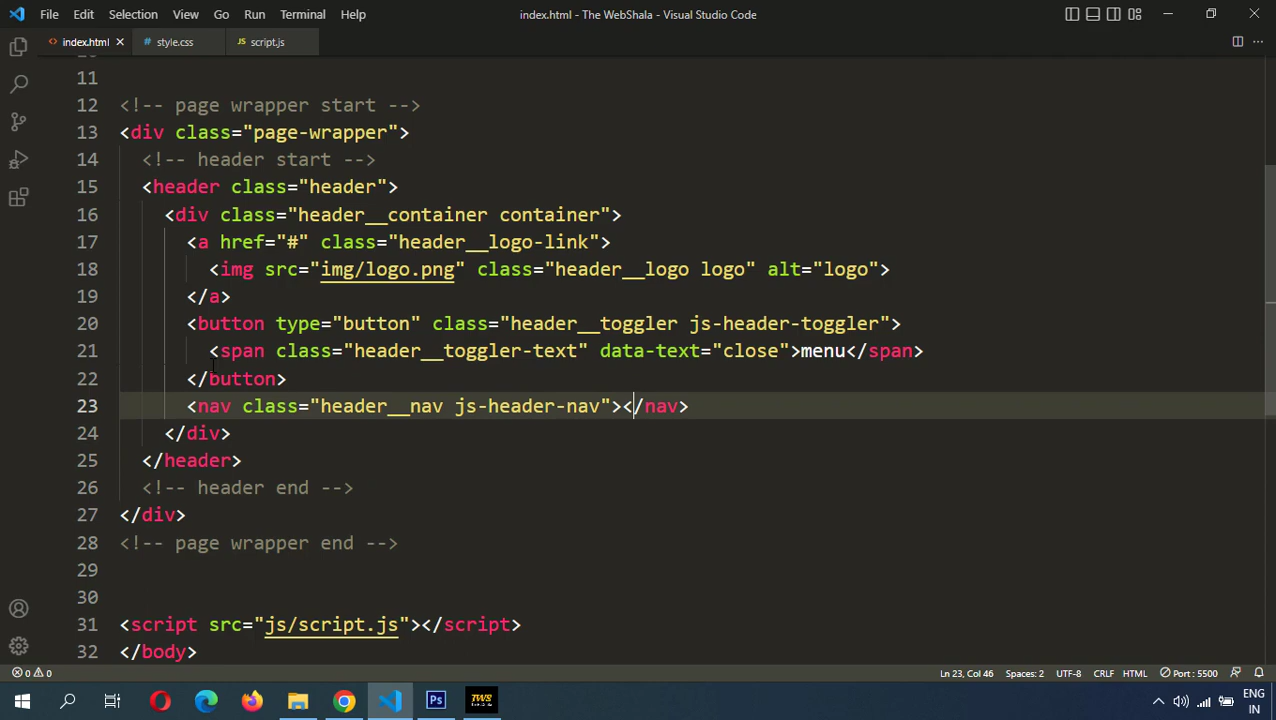 File Edit Selection View Go Run Terminal Help index.html - The WebShala - Visual Studio Code
index.html style.css JS script.js
11
12 <!-- page wrapper start -->
13 <div class="page-wrapper">
14 <!-- header start -->
15 <header class="header">
16 <div class="header__container container">
17 <a href="#" class="header__logo-link">
18 <img src="img/logo.png" class="header__logo logo" alt="logo">
19 </a>
20 <button type="button" class="header__toggler js-header-toggler">
21 <span class="header__toggler-text" data-text="close">menu</span>
22 </button>
23 <nav class="header__nav js-header-nav"></nav>
24 </div>
25 </header>
26 <!-- header end -->
27 </div>
28 <!-- page wrapper end -->
29
30
31 <script src="js/script.js"></script>
32 </body>
0 0 Ln 23, Col 46 Spaces: 2 UTF-8 CRLF HTML Port : 5500
Ps TWS ENG
IN